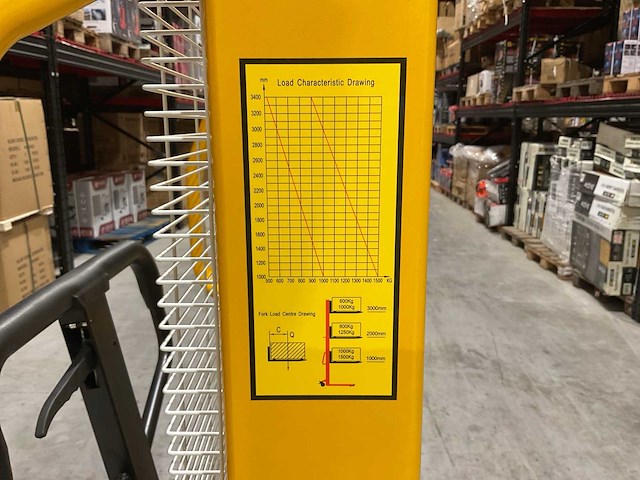 Load Characteristic Drawing
mm
3400
3200
3000
2800
2600
2400
2200
2000
1800
1600
1400
1200
1000
500 600 700 800 900 1000 1100 1200 1300 1400 1500 KG
Fork Load Centre Drawing
C
Q
600Kg
1000Kg
3000mm
800Kg
1250Kg
2000mm
1000Kg
1500Kg
1000mm